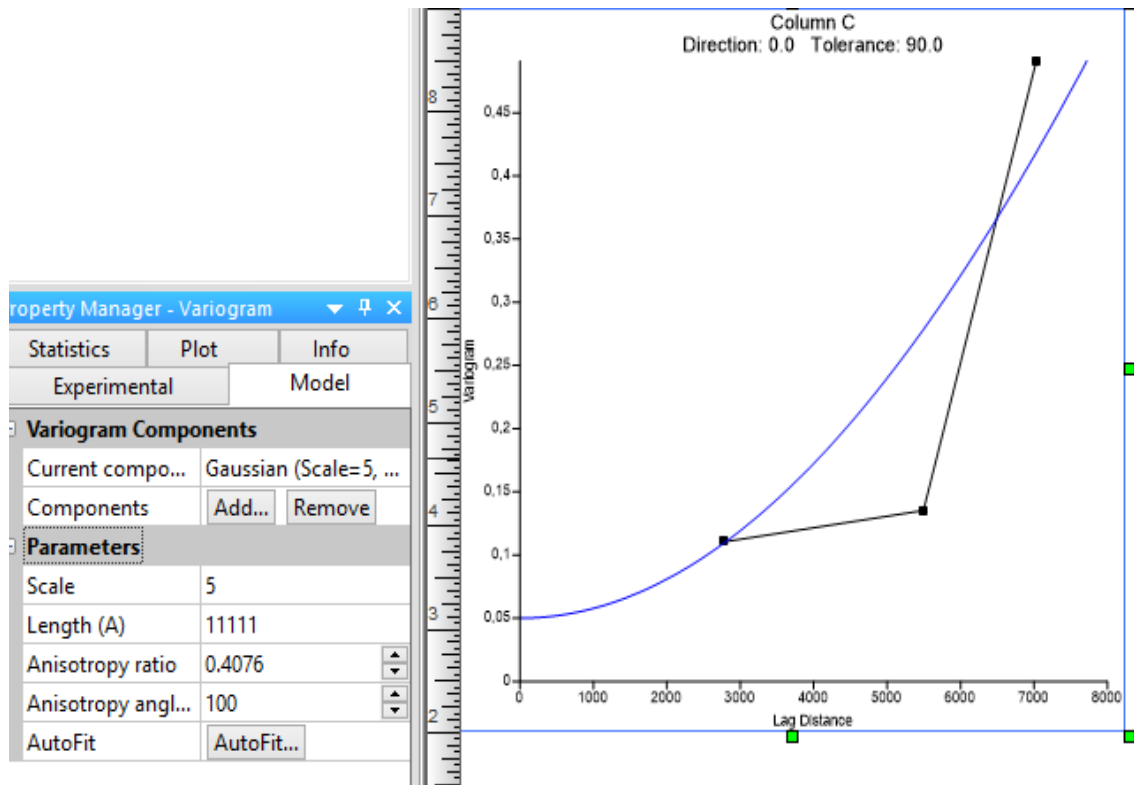 roperty Manager - Variogram
Statistics Plot Info
Experimental Model
Variogram Components
Current compo... Gaussian (Scale=5, ...
Components Add... Remove
Parameters
Scale 5
Length (A) 11111
Anisotropy ratio 0.4076
Anisotropy angl... 100
AutoFit AutoFit...
8
7
6
5
4
3
2
Column C
Direction: 0.0 Tolerance: 90.0
0,45
0,4
0,35
0,3
0,25
0,2
0,15
0,1
0,05
0
Variogram
0 1000 2000 3000 4000 5000 6000 7000 8000
Lag Distance